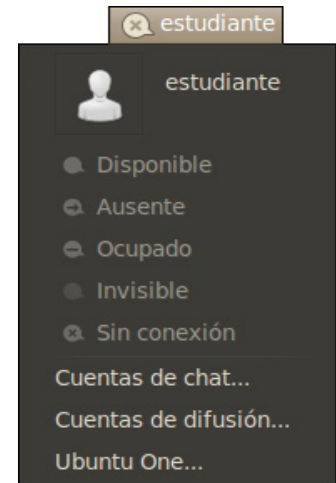 estudiante
estudiante
Disponible
Ausente
Ocupado
Invisible
Sin conexión
Cuentas de chat...
Cuentas de difusión...
Ubuntu One...